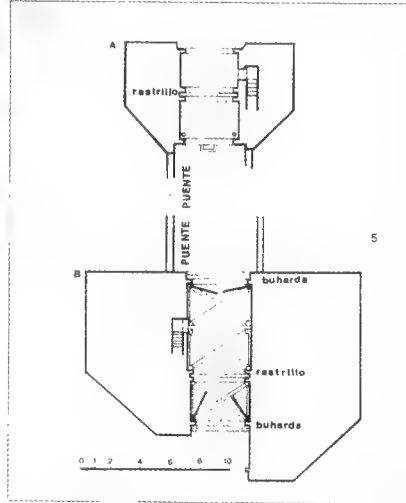 A
rastrillo
PUENTE
PUENTE
5
B
buharda
rastrillo
buharda
0 1 2 4 6 8 10